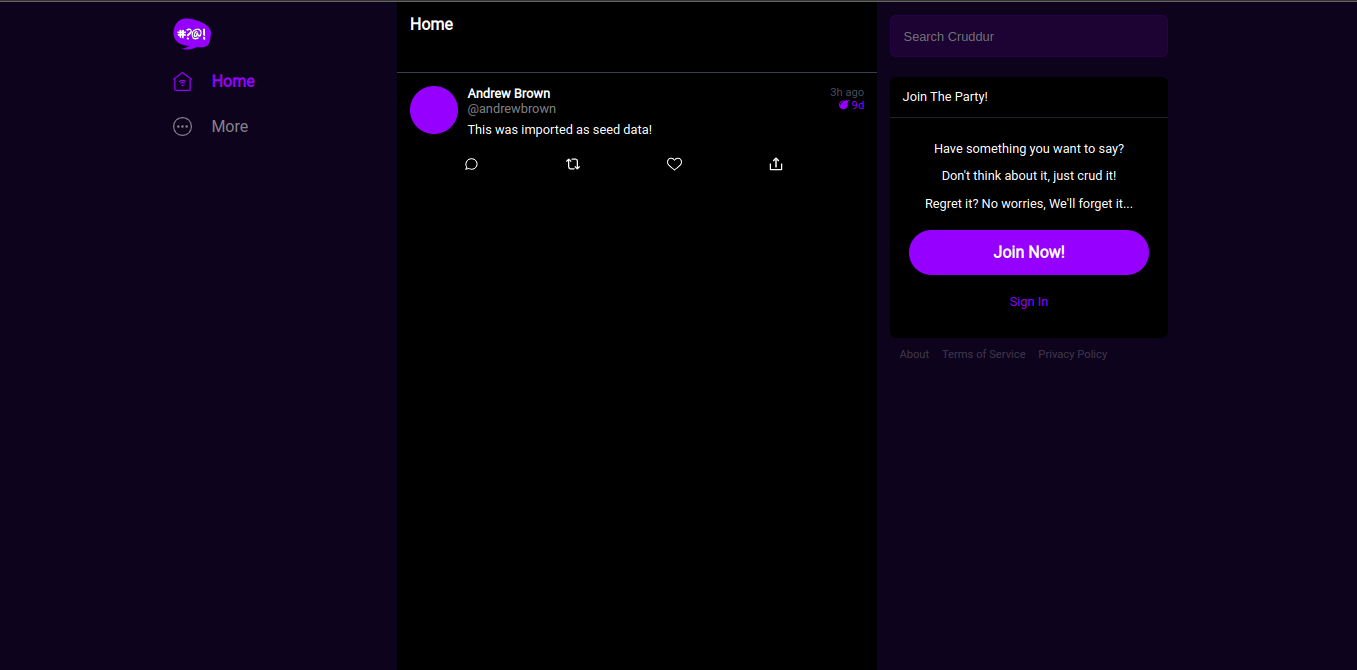 #?@!
Home
More
Home
Andrew Brown
@andrewbrown
3h ago
9d
This was imported as seed data!
Search Cruddur
Join The Party!
Have something you want to say?
Don't think about it, just crud it!
Regret it? No worries, We'll forget it...
Join Now!
Sign In
About Terms of Service Privacy Policy